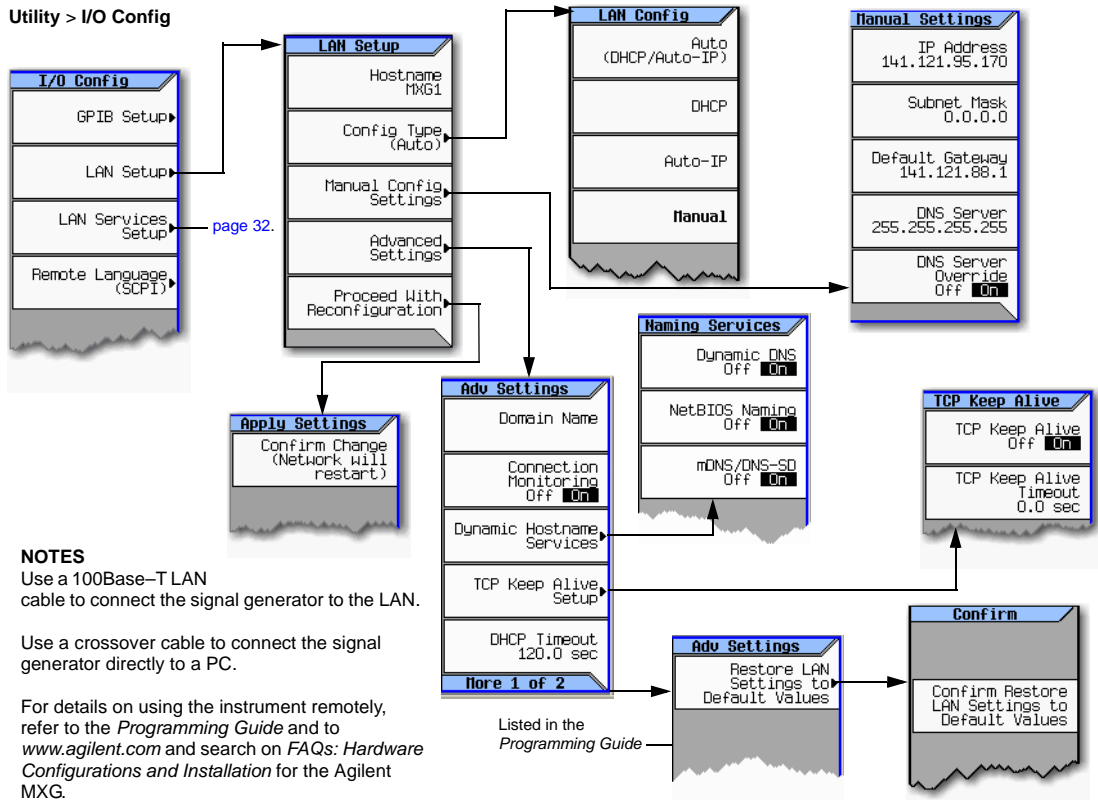 Utility > I/O Config
I/O Config
GPIB Setup
LAN Setup
LAN Services
Setup
page 32.
Remote Language
(SCPI)
LAN Setup
Hostname
MXG1
Config Type
(Auto)
Manual Config
Settings
Advanced
Settings
Proceed With
Reconfiguration
LAN Config
Auto
(DHCP/Auto-IP)
DHCP
Auto-IP
Manual
Manual Settings
IP Address
141.121.95.170
Subnet Mask
0.0.0.0
Default Gateway
141.121.88.1
DNS Server
255.255.255.255
DNS Server
Override
Off On
Apply Settings
Confirm Change
(Network will
restart)
Adv Settings
Domain Name
Connection
Monitoring
Off On
Dynamic Hostname
Services
TCP Keep Alive
Setup
DHCP Timeout
120.0 sec
More 1 of 2
Naming Services
Dynamic DNS
Off On
NetBIOS Naming
Off On
mDNS/DNS-SD
Off On
TCP Keep Alive
TCP Keep Alive
Off On
TCP Keep Alive
Timeout
0.0 sec
Adv Settings
Restore LAN
Settings to
Default Values
Listed in the
Programming Guide
Confirm
Confirm Restore
LAN Settings to
Default Values
NOTES
Use a 100Base–T LAN
cable to connect the signal generator to the LAN.
Use a crossover cable to connect the signal
generator directly to a PC.
For details on using the instrument remotely,
refer to the Programming Guide and to
www.agilent.com and search on FAQs: Hardware
Configurations and Installation for the Agilent
MXG.